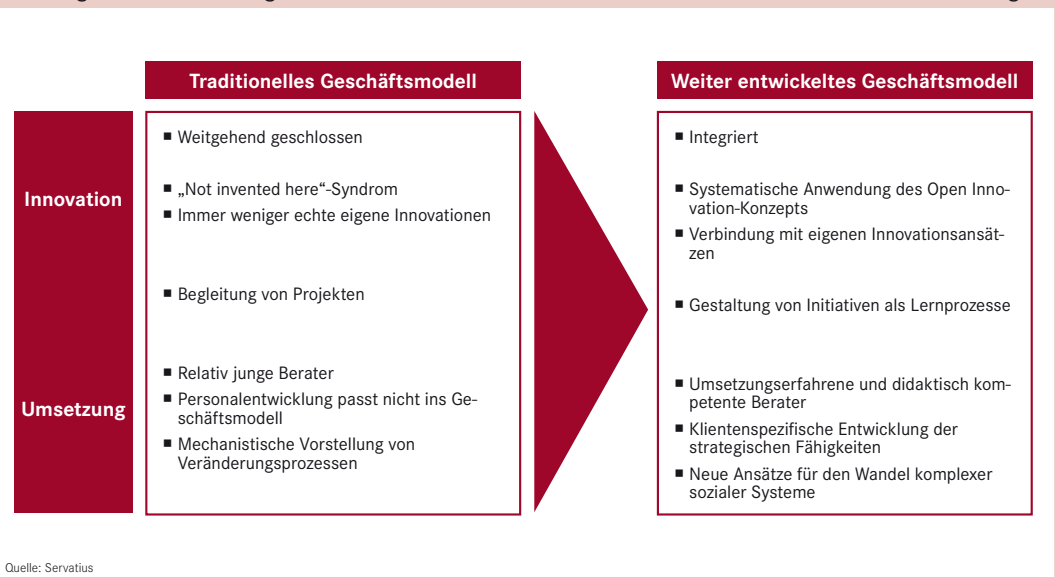 Traditionelles Geschäftsmodell
Weiter entwickeltes Geschäftsmodell
Innovation
■ Weitgehend geschlossen
■ „Not invented here“-Syndrom
■ Immer weniger echte eigene Innovationen
■ Integriert
■ Systematische Anwendung des Open Inno-
vation-Konzepts
■ Verbindung mit eigenen Innovationsansät-
zen
Umsetzung
■ Begleitung von Projekten
■ Relativ junge Berater
■ Personalentwicklung passt nicht ins Ge-
schäftsmodell
■ Mechanistische Vorstellung von
Veränderungsprozessen
■ Gestaltung von Initiativen als Lernprozesse
■ Umsetzungserfahrene und didaktisch kom-
petente Berater
■ Klientenspezifische Entwicklung der
strategischen Fähigkeiten
■ Neue Ansätze für den Wandel komplexer
sozialer Systeme
Quelle: Servatius